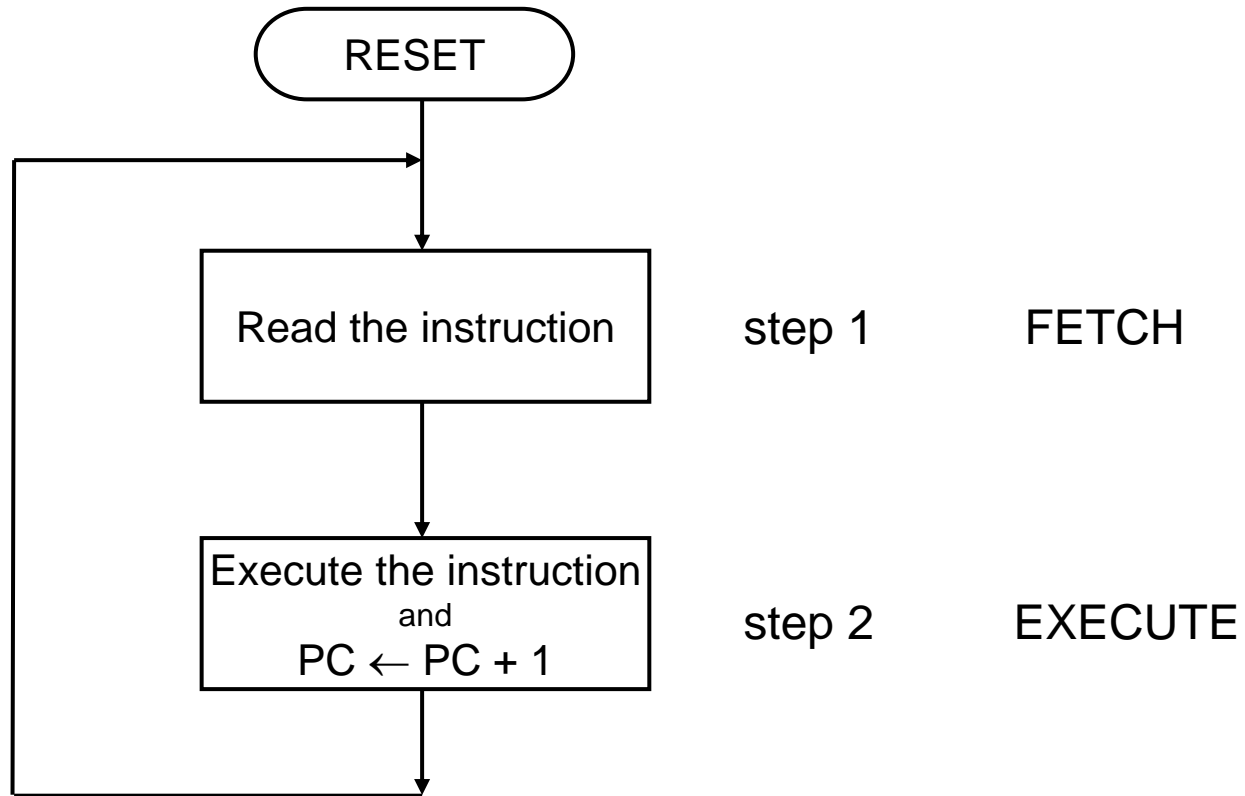 RESET
Read the instruction
step 1
FETCH
Execute the instruction
and
PC ← PC + 1
step 2
EXECUTE